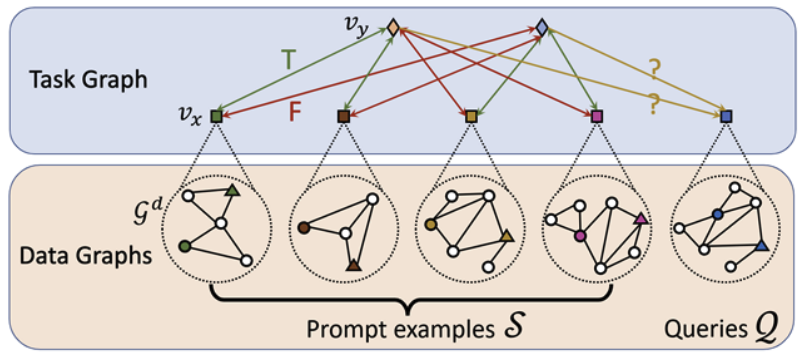 v_y
T
?
Task Graph
?
v_x
F
𝒢^d
Data Graphs
Prompt examples 𝒮
Queries 𝒬